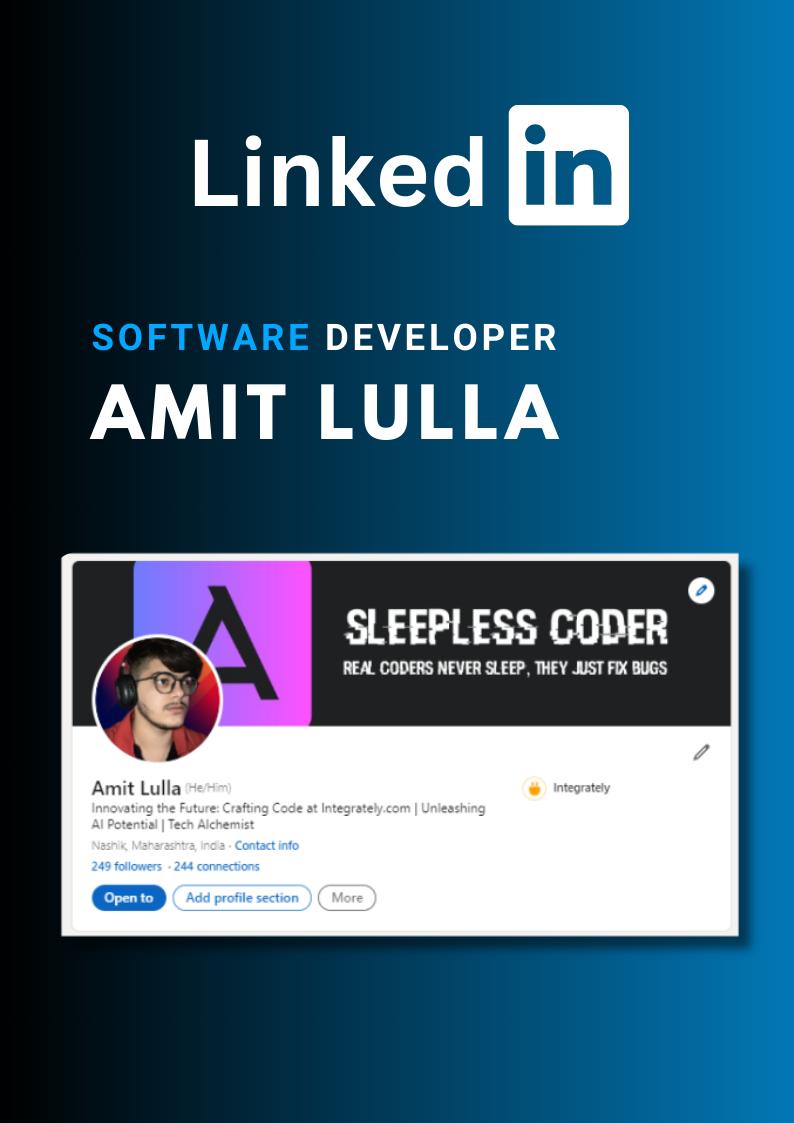 Linked in
SOFTWARE DEVELOPER
AMIT LULLA
A
SLEEPLESS CODER
REAL CODERS NEVER SLEEP, THEY JUST FIX BUGS
Amit Lulla (He/Him)
Integrately
Innovating the Future: Crafting Code at Integrately.com | Unleashing
AI Potential | Tech Alchemist
Nashik, Maharashtra, India · Contact info
249 followers · 244 connections
Open to Add profile section More